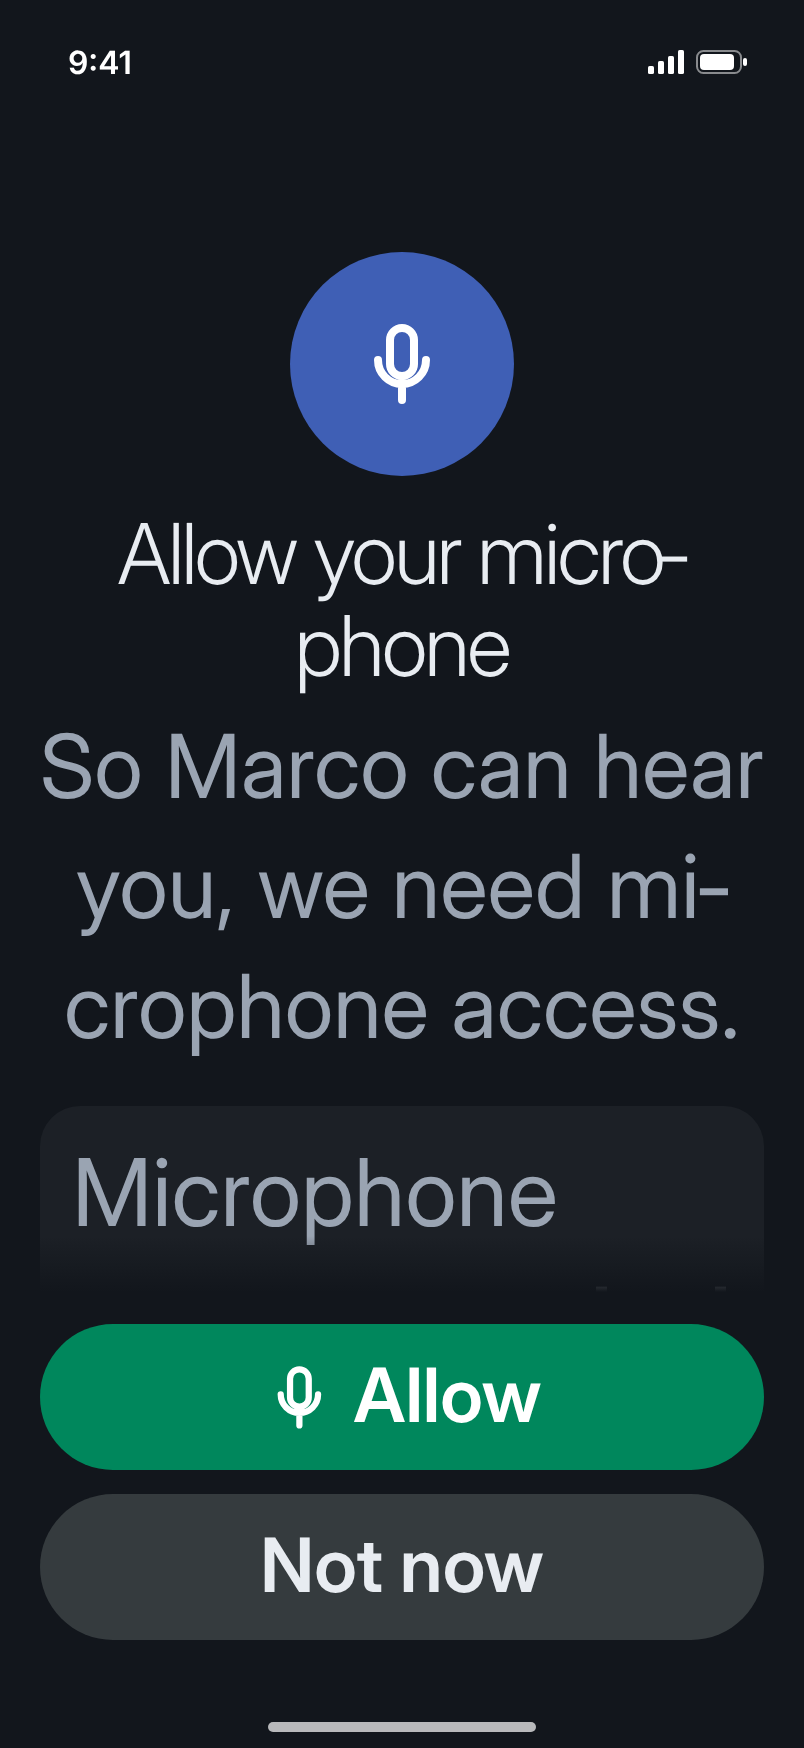 9:41
Allow your micro-
phone
So Marco can hear
you, we need mi-
crophone access.
Microphone
Allow
Not now